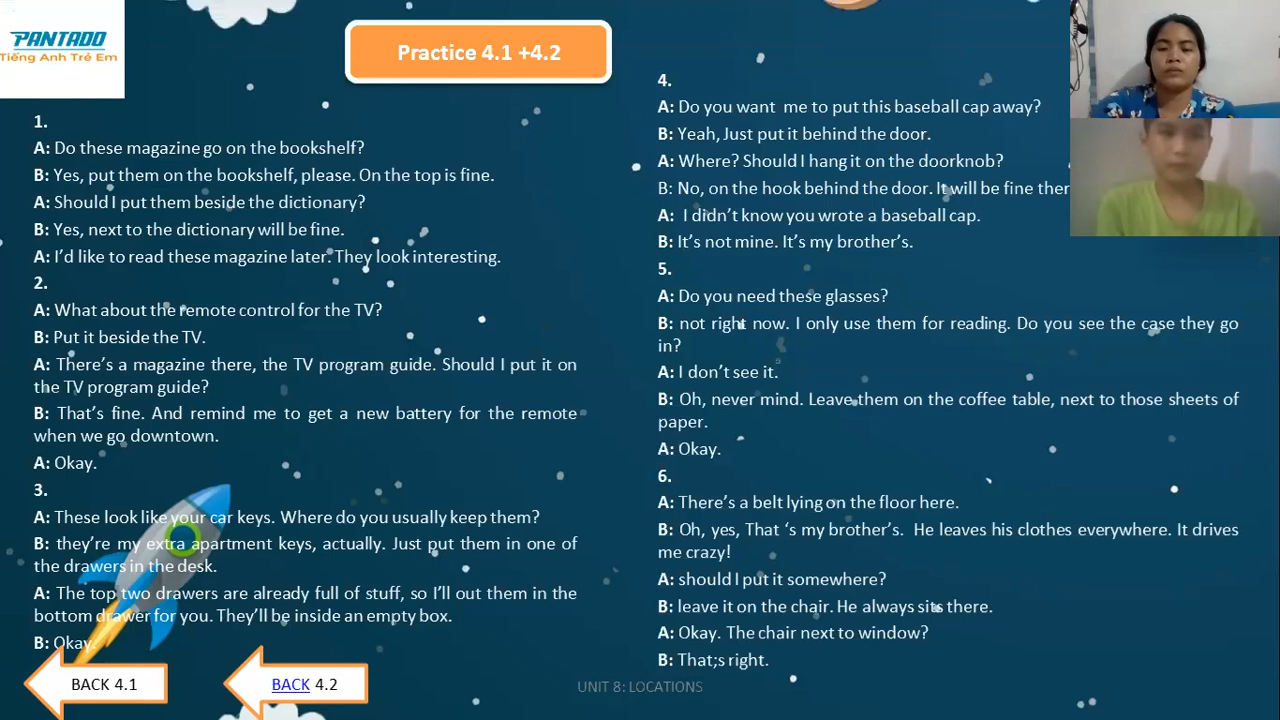 PANTADO
Tiếng Anh Trẻ Em
Practice 4.1 +4.2
1.
A: Do these magazine go on the bookshelf?
B: Yes, put them on the bookshelf, please. On the top is fine.
A: Should I put them beside the dictionary?
B: Yes, next to the dictionary will be fine.
A: I'd like to read these magazine later. They look interesting.
2.
A: What about the remote control for the TV?
B: Put it beside the TV.
A: There's a magazine there, the TV program guide. Should I put it on
the TV program guide?
B: That's fine. And remind me to get a new battery for the remote
when we go downtown.
A: Okay.
3.
A: These look like your car keys. Where do you usually keep them?
B: they're my extra apartment keys, actually. Just put them in one of
the drawers in the desk.
A: The top two drawers are already full of stuff, so I'll out them in the
bottom drawer for you. They'll be inside an empty box.
B: Okay.
BACK 4.1
BACK 4.2
4.
A: Do you want me to put this baseball cap away?
B: Yeah, Just put it behind the door.
A: Where? Should I hang it on the doorknob?
B: No, on the hook behind the door. It will be fine ther
A: I didn't know you wrote a baseball cap.
B: It's not mine. It's my brother's.
5.
A: Do you need these glasses?
B: not right now. I only use them for reading. Do you see the case they go
in?
A: I don't see it.
B: Oh, never mind. Leave them on the coffee table, next to those sheets of
paper.
A: Okay.
6.
A: There's a belt lying on the floor here.
B: Oh, yes, That 's my brother's. He leaves his clothes everywhere. It drives
me crazy!
A: should I put it somewhere?
B: leave it on the chair. He always sits there.
A: Okay. The chair next to window?
B: That;s right.
UNIT 8: LOCATIONS